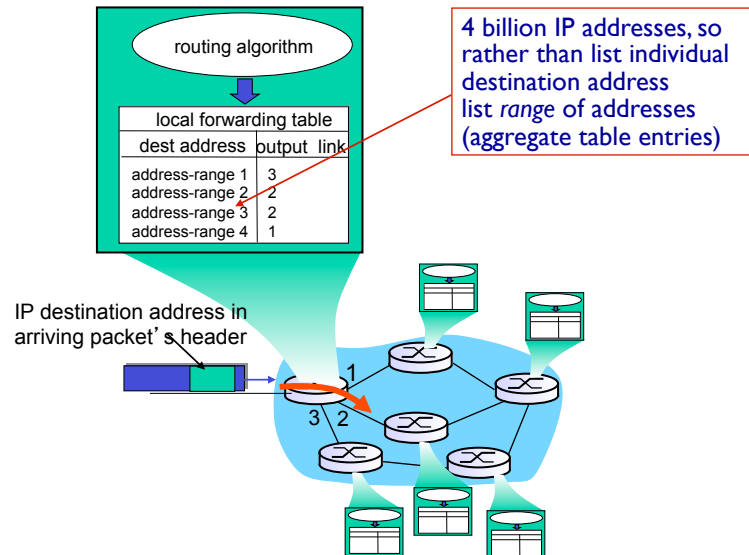 routing algorithm
local forwarding table
dest address output link
address-range 1 3
address-range 2 2
address-range 3 2
address-range 4 1
4 billion IP addresses, so
rather than list individual
destination address
list range of addresses
(aggregate table entries)
IP destination address in
arriving packet’s header
1
3 2